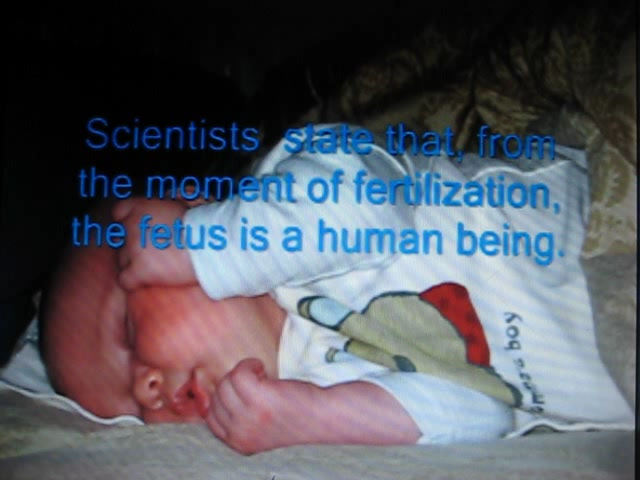 Scientists state that, from
the moment of fertilization,
the fetus is a human being.
a boy